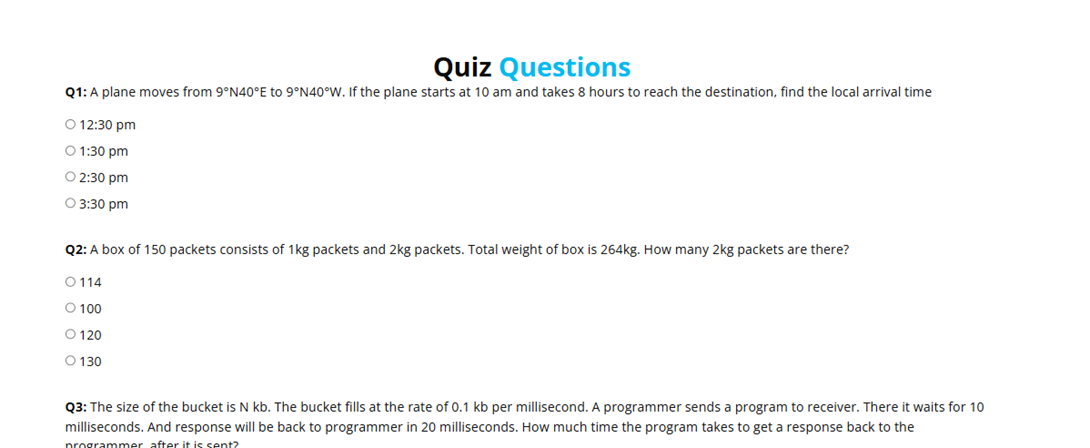 Quiz Questions
Q1: A plane moves from 9°N40°E to 9°N40°W. If the plane starts at 10 am and takes 8 hours to reach the destination, find the local arrival time
12:30 pm
1:30 pm
2:30 pm
3:30 pm
Q2: A box of 150 packets consists of 1kg packets and 2kg packets. Total weight of box is 264kg. How many 2kg packets are there?
114
100
120
130
Q3: The size of the bucket is N kb. The bucket fills at the rate of 0.1 kb per millisecond. A programmer sends a program to receiver. There it waits for 10
milliseconds. And response will be back to programmer in 20 milliseconds. How much time the program takes to get a response back to the
programmer, after it is sent?